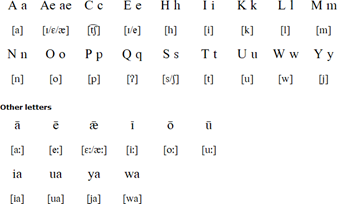 A a Ae ae C c E e H h I i K k L l M m
[a] [ɪ/ɛ/æ] [t͡ʃ] [ɪ/e] [h] [i] [k] [l] [m]
N n O o P p Q q S s T t U u W w Y y
[n] [o] [p] [ʔ] [s/ʃ] [t] [u] [w] [j]
Other letters
ā ē ǣ ī ō ū
[aː] [eː] [ɛː/æː] [iː] [oː] [uː]
ia ua ya wa
[ia] [ua] [ja] [wa]